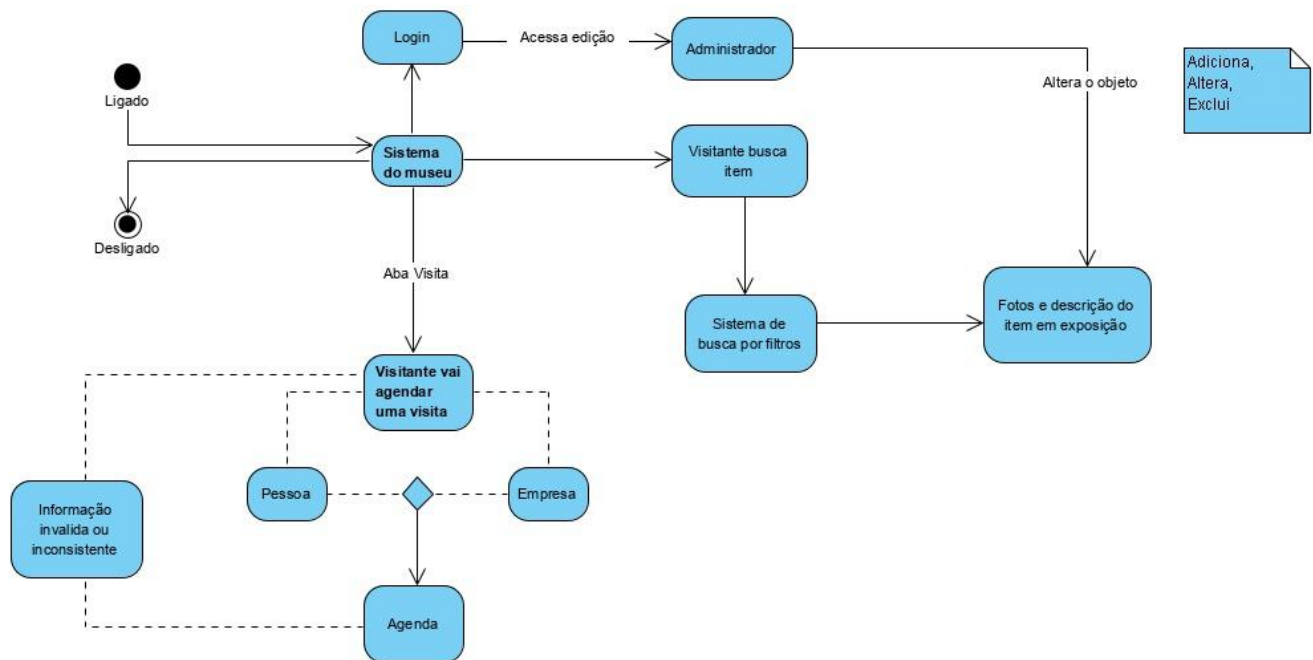 Login
Acessa edição
Administrador
Adiciona,
Altera,
Exclui
Altera o objeto
Ligado
Sistema
do museu
Visitante busca
item
Desligado
Aba Visita
Sistema de
busca por filtros
Fotos e descrição do
item em exposição
Visitante vai
agendar
uma visita
Pessoa
Empresa
Informação
invalida ou
inconsistente
Agenda